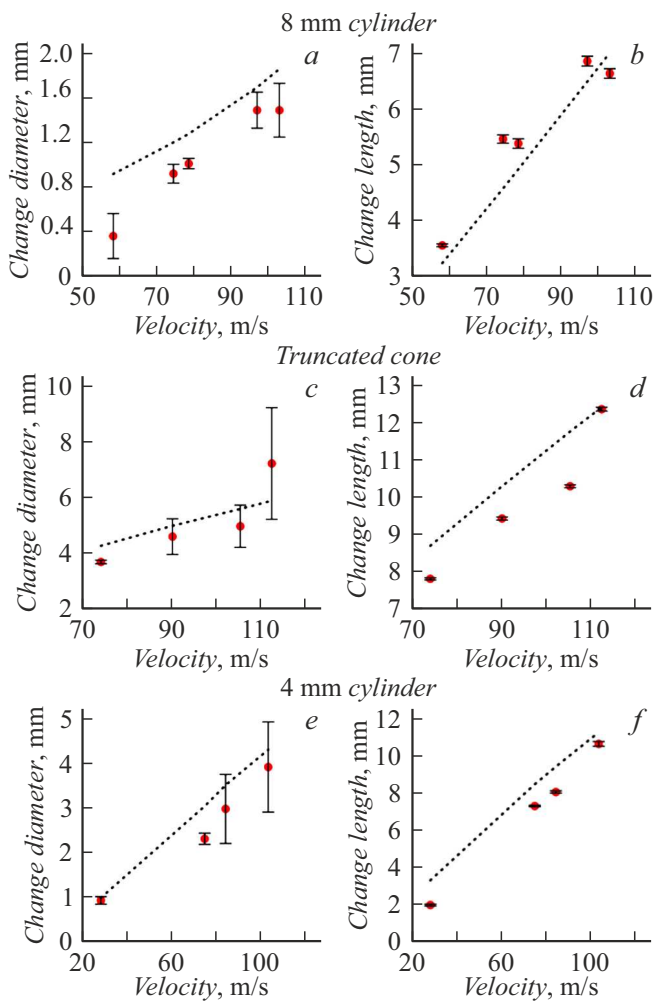 8 mm cylinder
a
b
Change diameter, mm
2.0
1.6
1.2
0.8
0.4
0
50
70
90
110
Velocity, m/s
Change length, mm
7
6
5
4
3
50
70
90
110
Velocity, m/s
Truncated cone
c
d
Change diameter, mm
10
8
6
4
2
70
90
110
Velocity, m/s
Change length, mm
13
12
11
10
9
8
7
70
90
110
Velocity, m/s
4 mm cylinder
e
f
Change diameter, mm
5
4
3
2
1
0
20
60
100
Velocity, m/s
Change length, mm
12
10
8
6
4
2
0
20
60
100
Velocity, m/s